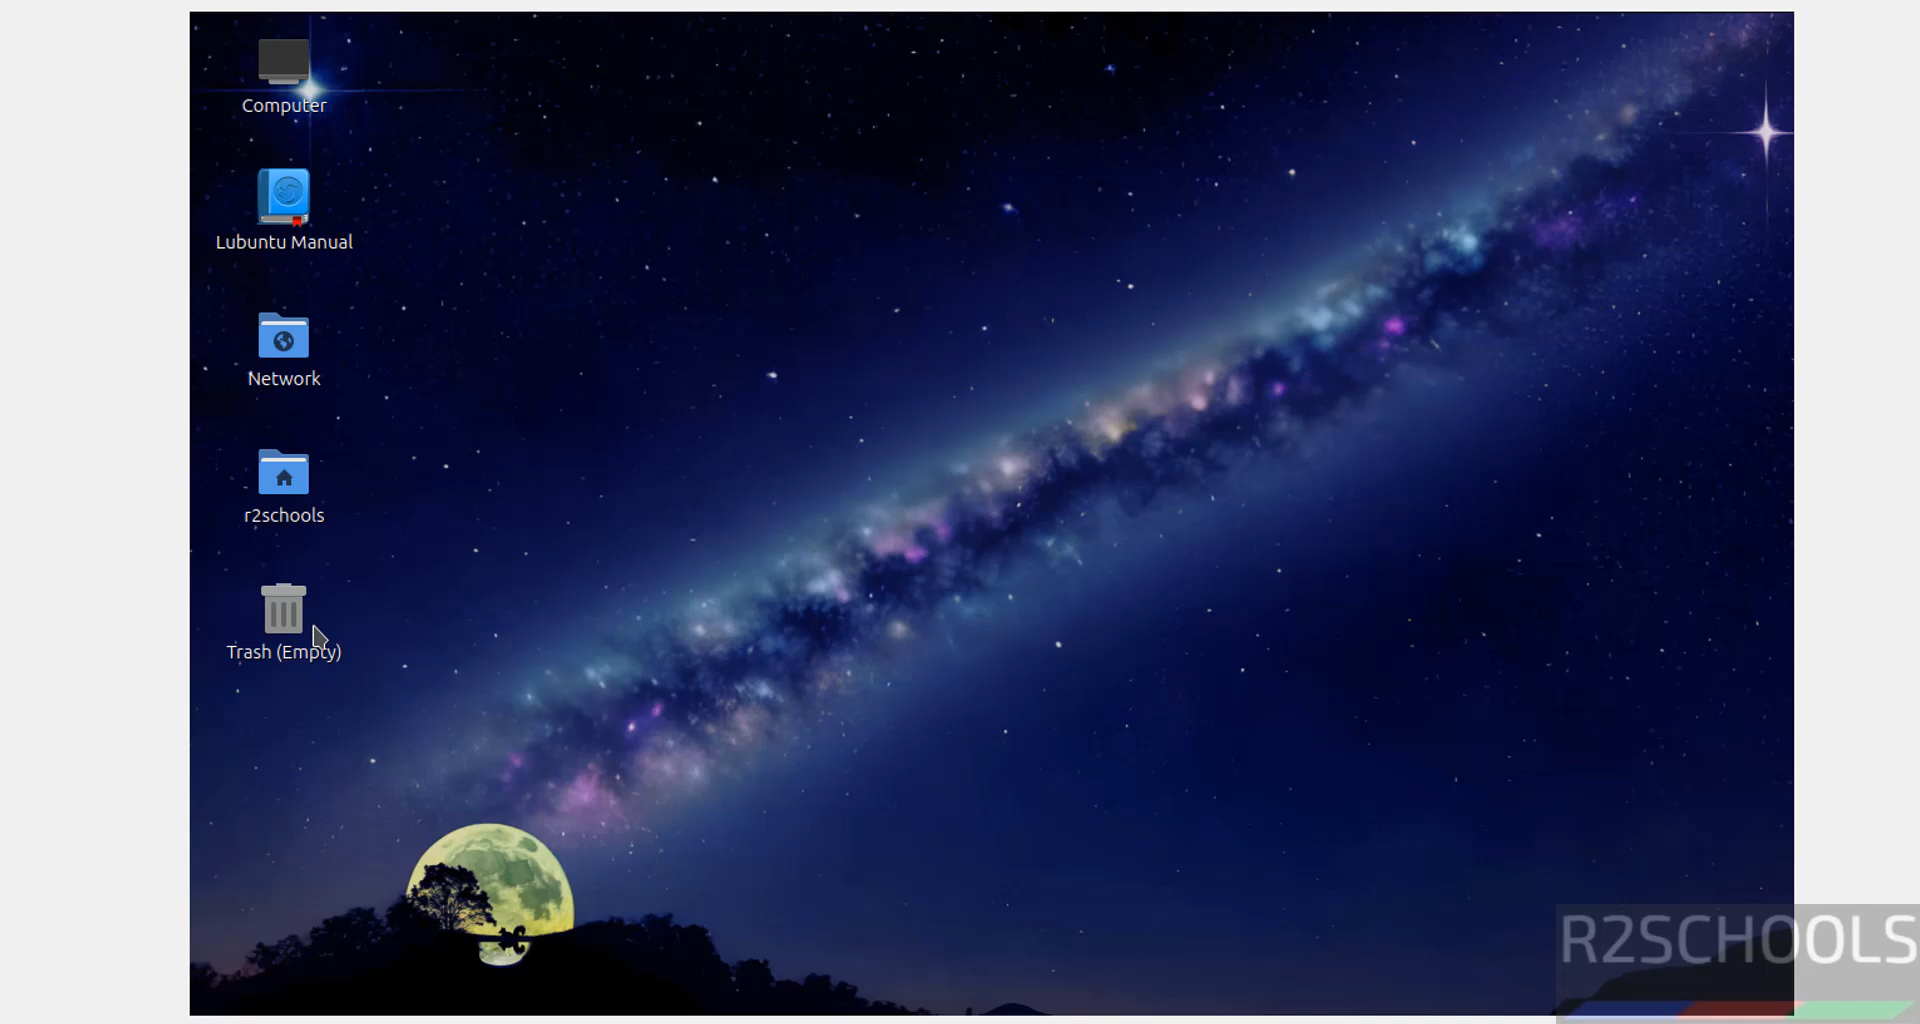 Computer
Lubuntu Manual
Network
r2schools
Trash (Empty)
R2SCHOOLS